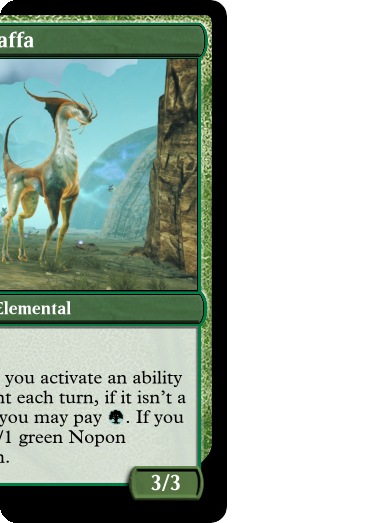 affa
Elemental
you activate an ability
nt each turn, if it isn't a
you may pay. If you
/1 green Nopon
n.
3/3